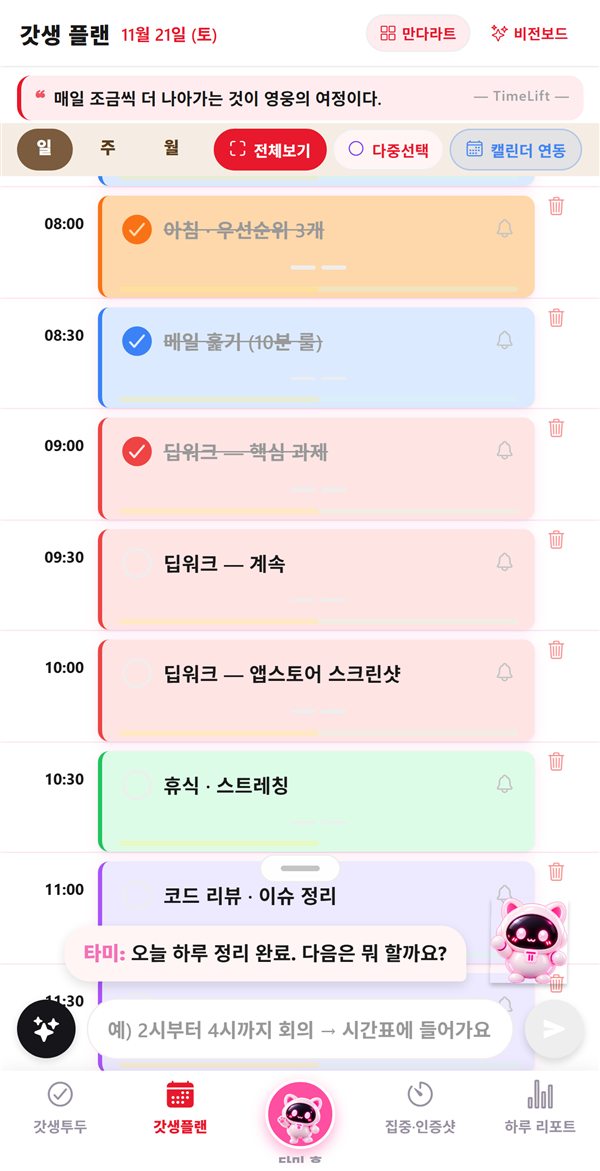 갓생 플랜 11월 21일 (토) 만다라트 비전보드
❝ 매일 조금씩 더 나아가는 것이 영웅의 여정이다. — TimeLift —
일 주 월 전체보기 다중선택 캘린더 연동
08:00 아침 · 우선순위 3개
08:30 메일 훑기 (10분 룰)
09:00 딥워크 — 핵심 과제
09:30 딥워크 — 계속
10:00 딥워크 — 앱스토어 스크린샷
10:30 휴식 · 스트레칭
11:00 코드 리뷰 · 이슈 정리
타미: 오늘 하루 정리 완료. 다음은 뭐 할까요?
11:30
예) 2시부터 4시까지 회의 → 시간표에 들어가요
갓생투두 갓생플랜 집중·인증샷 하루 리포트